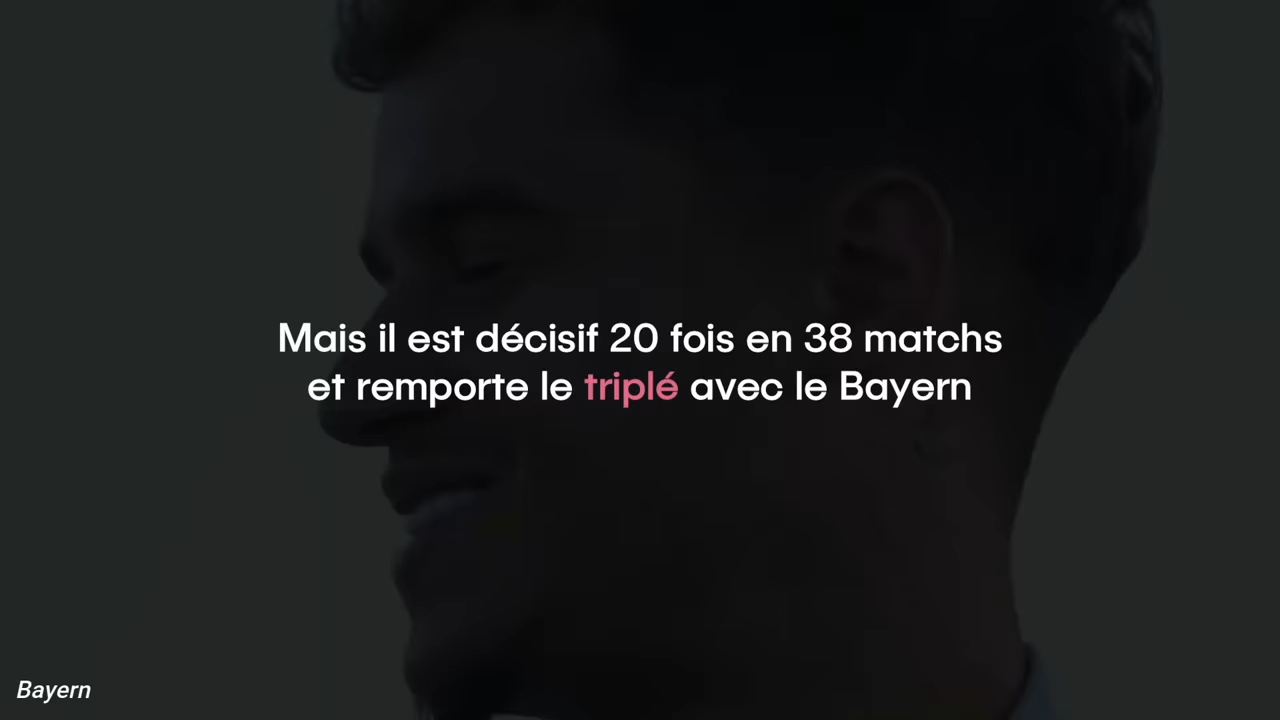 Mais il est décisif 20 fois en 38 matchs
et remporte le triplé avec le Bayern
Bayern